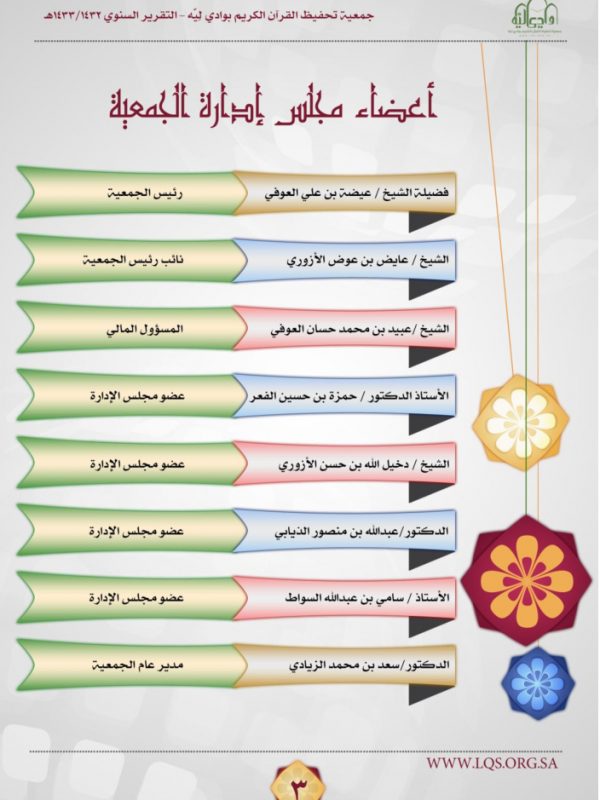 جمعية تحفيظ القرآن الكريم بوادي ليّه - التقرير السنوي ١٤٣٣/١٤٣٢هـ
وادي ليّه
أعضاء مجلس إدارة الجمعية
فضيلة الشيخ / عيضة بن علي العوفي رئيس الجمعية
الشيخ / عايض بن عوض الأزوري نائب رئيس الجمعية
الشيخ /عبيد بن محمد حسان العوفي المسؤول المالي
الأستاذ الدكتور / حمزة بن حسين الفعر عضو مجلس الإدارة
الشيخ / دخيل الله بن حسن الأزوري عضو مجلس الإدارة
الدكتور/عبدالله بن منصور الذيابي عضو مجلس الإدارة
الأستاذ / سامي بن عبدالله السواط عضو مجلس الإدارة
الدكتور/سعد بن محمد الزيادي مدير عام الجمعية
WWW.LQS.ORG.SA
٣